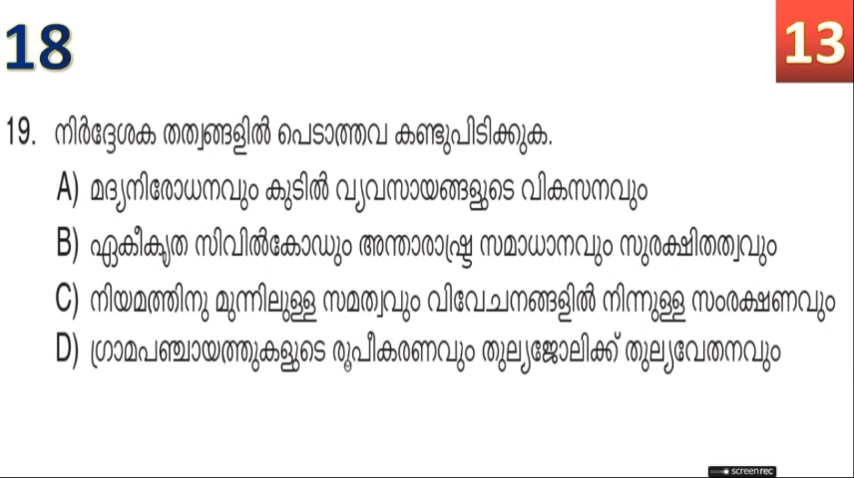 18
13
19. നിർദ്ദേശക തത്വങ്ങളിൽ പെടാത്തവ കണ്ടുപിടിക്കുക.
A) മദ്യനിരോധനവും കുടിൽ വ്യവസായങ്ങളുടെ വികസനവും
B) ഏകീകൃത സിവിൽകോഡും അന്താരാഷ്ട്ര സമാധാനവും സുരക്ഷിതത്വവും
C) നിയമത്തിനു മുന്നിലുള്ള സമത്വവും വിവേചനങ്ങളിൽ നിന്നുള്ള സംരക്ഷണവും
D) ഗ്രാമപഞ്ചായത്തുകളുടെ രൂപീകരണവും തുല്യജോലിക്ക് തുല്യവേതനവും
screenrec